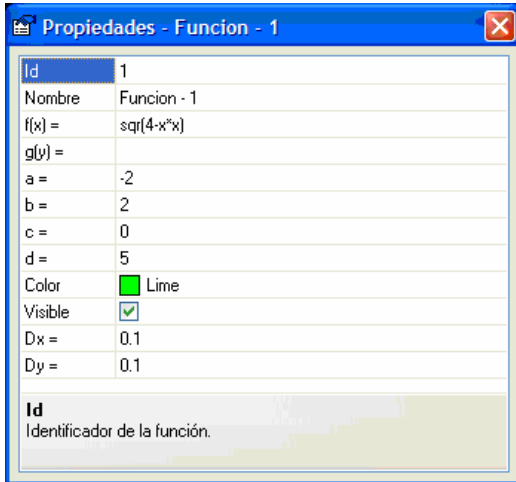 Propiedades - Funcion - 1
Id 1
Nombre Funcion - 1
f(x) = sqr(4-x*x)
g(y) =
a = -2
b = 2
c = 0
d = 5
Color Lime
Visible
Dx = 0.1
Dy = 0.1
Id
Identificador de la función.